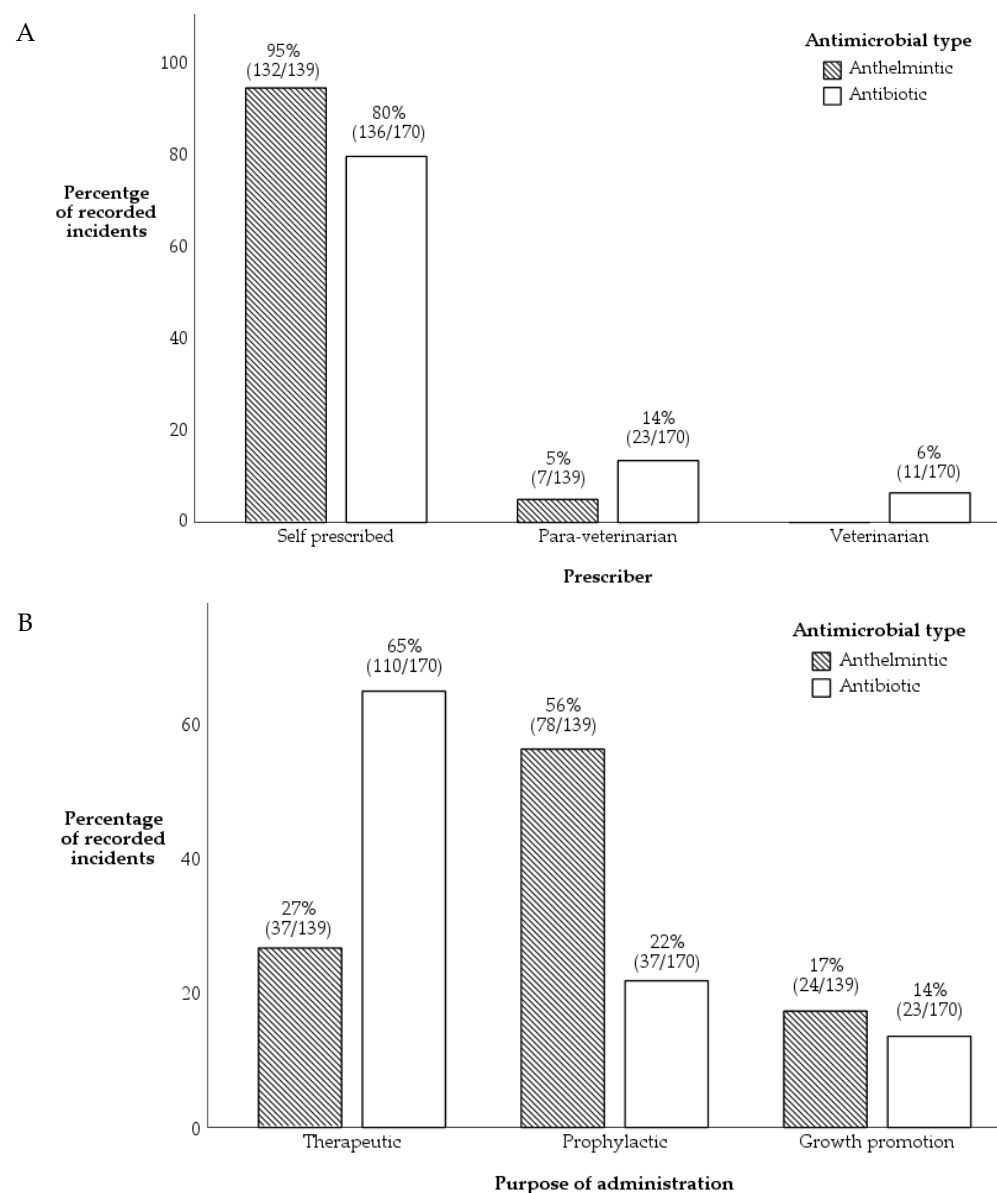 A
Antimicrobial type
Anthelmintic
Antibiotic
95%
(132/139)
80%
(136/170)
5%
(7/139)
14%
(23/170)
6%
(11/170)
Percentge
of recorded
incidents
100
80
60
40
20
0
Self prescribed Para-veterinarian Veterinarian
Prescriber
B
Antimicrobial type
Anthelmintic
Antibiotic
27%
(37/139)
65%
(110/170)
56%
(78/139)
22%
(37/170)
17%
(24/139)
14%
(23/170)
Percentage
of recorded
incidents
60
40
20
0
Therapeutic Prophylactic Growth promotion
Purpose of administration